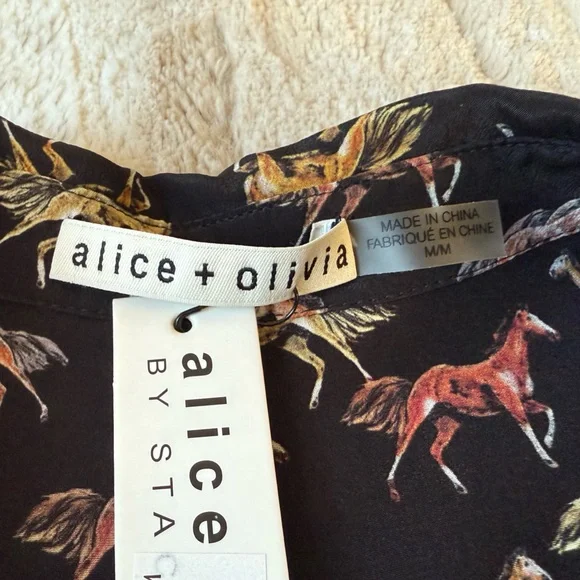 alice + olivia
MADE IN CHINA
FABRIQUÉ EN CHINE
M/M
alice
BY STA